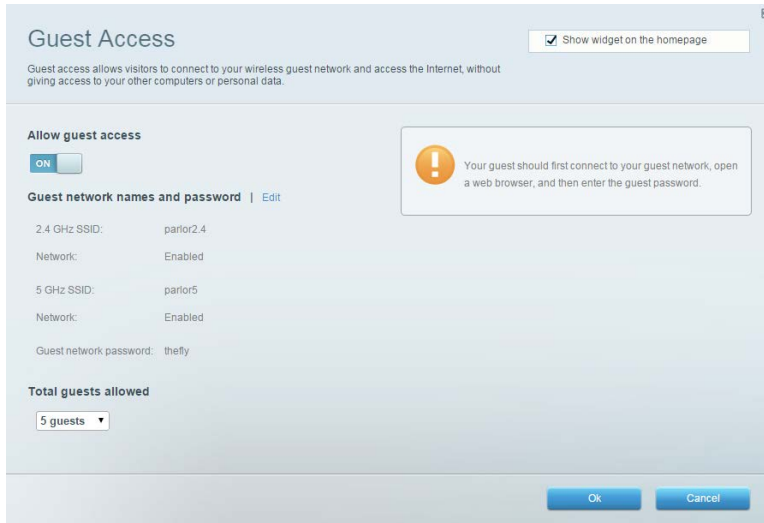 Guest Access
Show widget on the homepage
Guest access allows visitors to connect to your wireless guest network and access the Internet, without
giving access to your other computers or personal data.
Allow guest access
ON
Your guest should first connect to your guest network, open
a web browser, and then enter the guest password.
Guest network names and password | Edit
2.4 GHz SSID: parlor2.4
Network: Enabled
5 GHz SSID: parlor5
Network: Enabled
Guest network password: thefly
Total guests allowed
5 guests
Ok Cancel